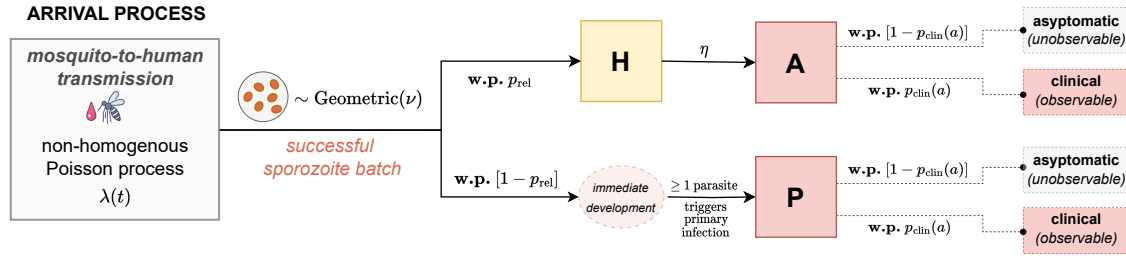 ARRIVAL PROCESS
mosquito-to-human
transmission
non-homogenous
Poisson process
λ(t)
∼ Geometric(ν)
successful
sporozoite batch
w.p. p_rel
H
η
A
w.p. [1 − p_clin(a)]
asyptomatic
(unobservable)
w.p. p_clin(a)
clinical
(observable)
w.p. [1 − p_rel]
immediate
development
≥ 1 parasite
triggers
primary
infection
P
w.p. [1 − p_clin(a)]
asyptomatic
(unobservable)
w.p. p_clin(a)
clinical
(observable)